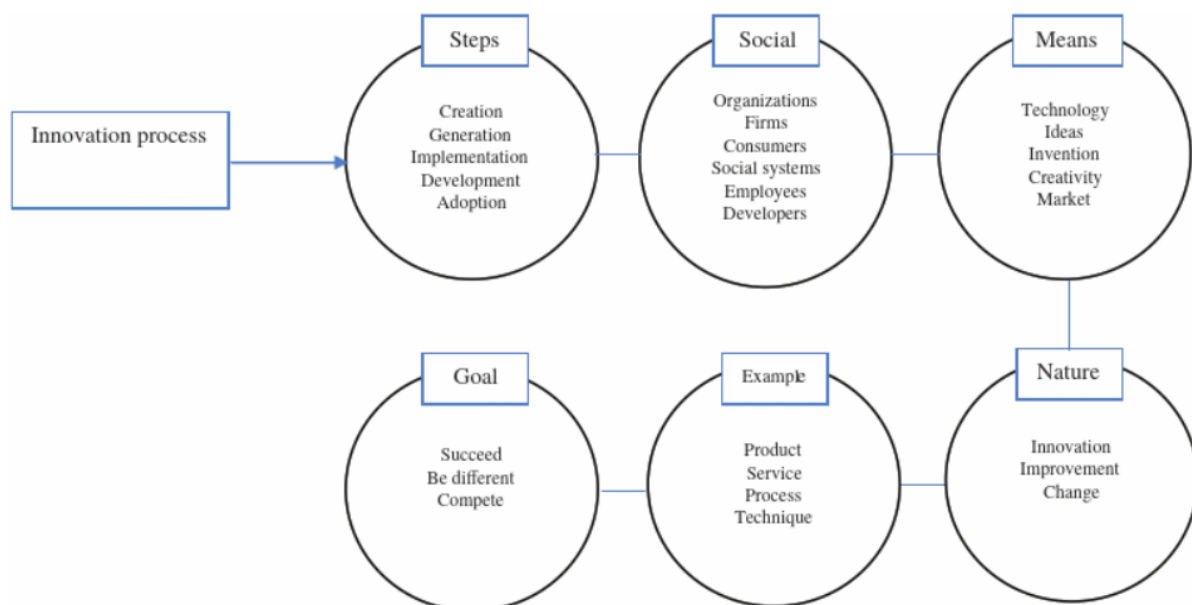 Innovation process
Steps
Creation
Generation
Implementation
Development
Adoption
Social
Organizations
Firms
Consumers
Social systems
Employees
Developers
Means
Technology
Ideas
Invention
Creativity
Market
Nature
Innovation
Improvement
Change
Example
Product
Service
Process
Technique
Goal
Succeed
Be different
Compete